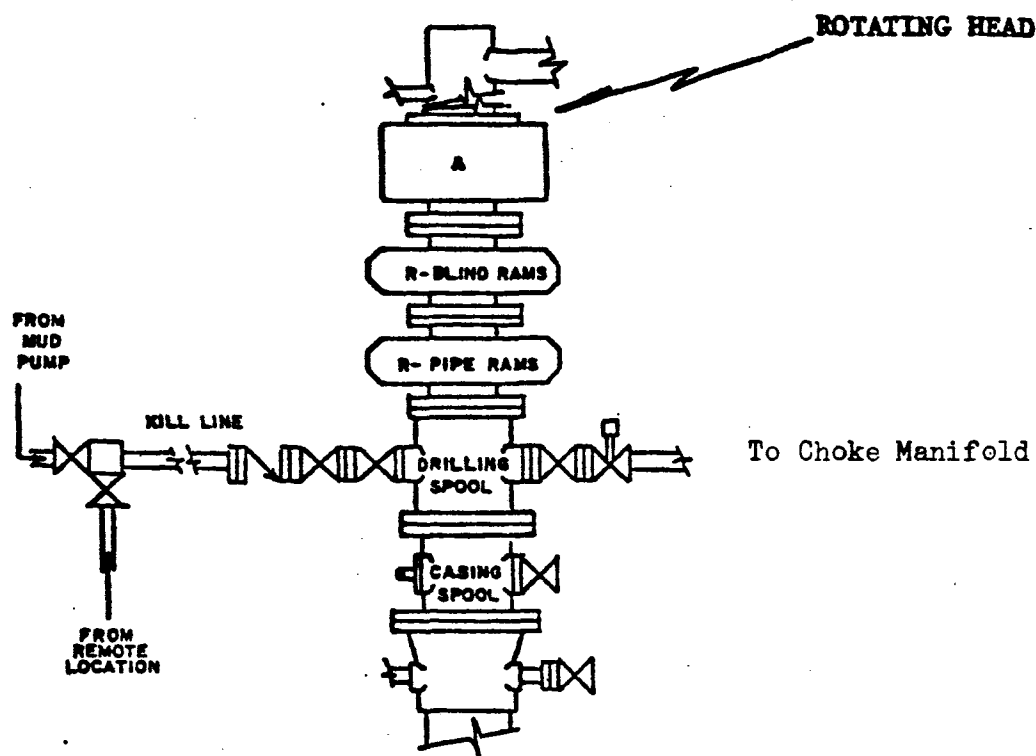 ROTATING HEAD
A
R-BLIND RAMS
R- PIPE RAMS
FROM
MUD
PUMP
KILL LINE
DRILLING
SPOOL
To Choke Manifold
CASING
SPOOL
FROM
REMOTE
LOCATION